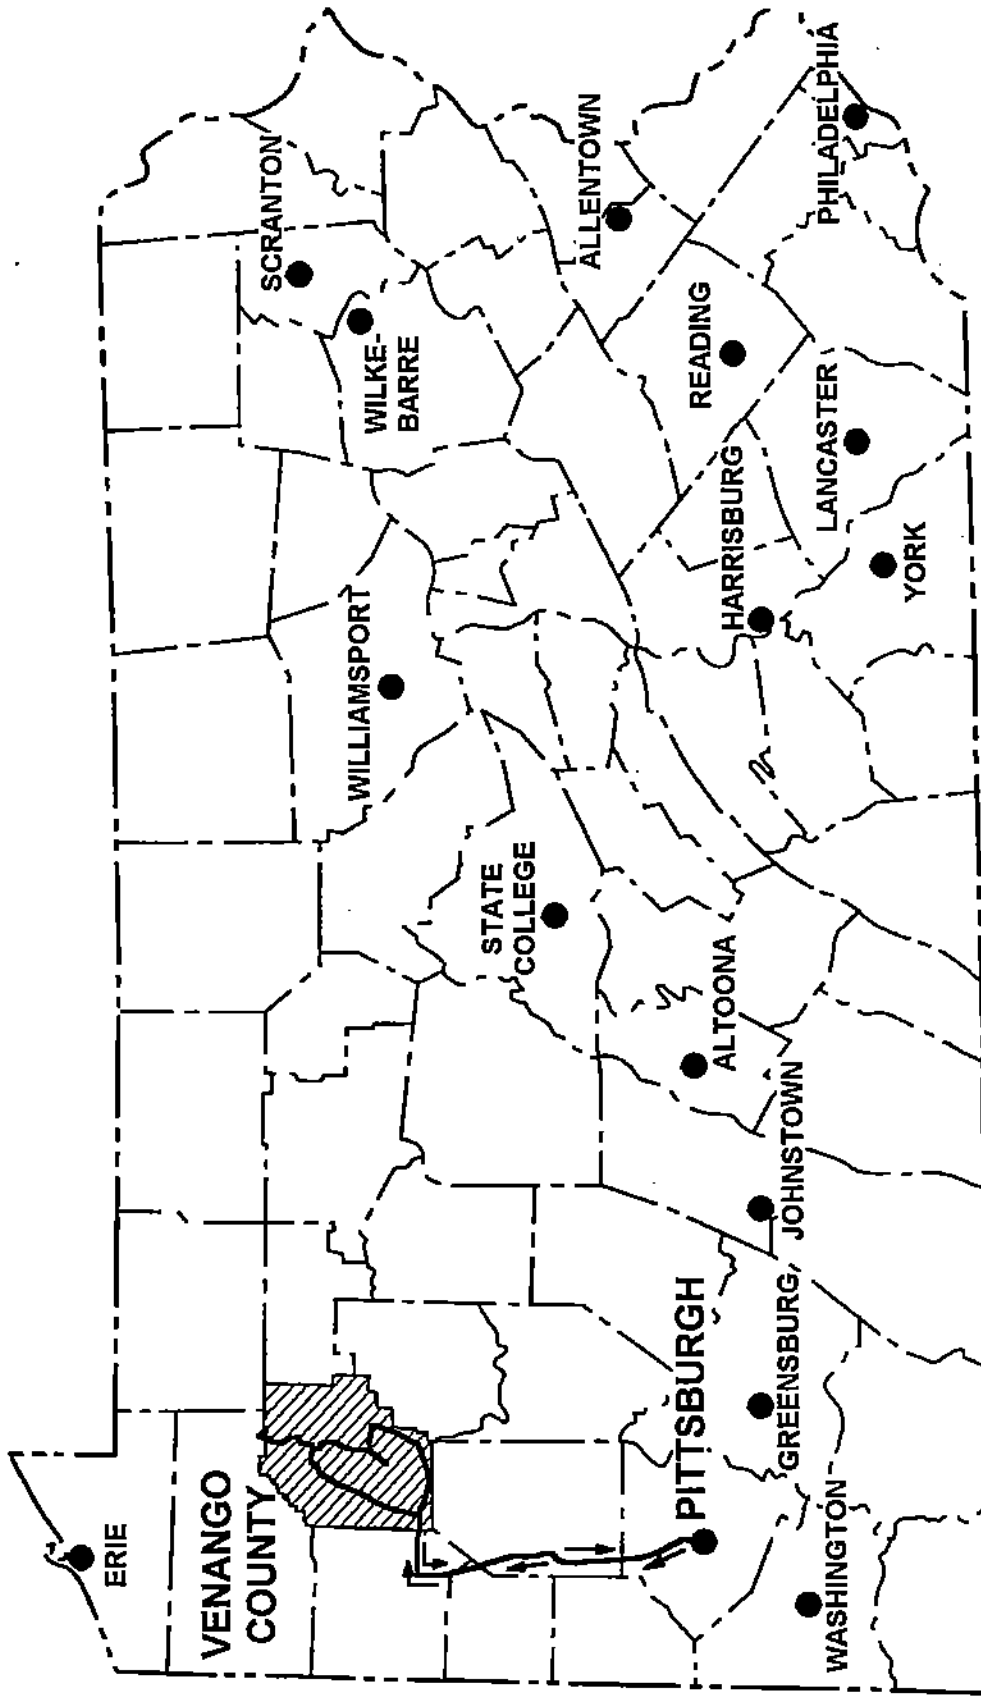 ERIE
VENANGO
COUNTY
SCRANTON
WILKE-
BARRE
WILLIAMSPORT
STATE
COLLEGE
ALLENTOWN
READING
PITTSBURGH
ALTOONA
HARRISBURG
PHILADELPHIA
WASHINGTON
GREENSBURG
JOHNSTOWN
LANCASTER
YORK